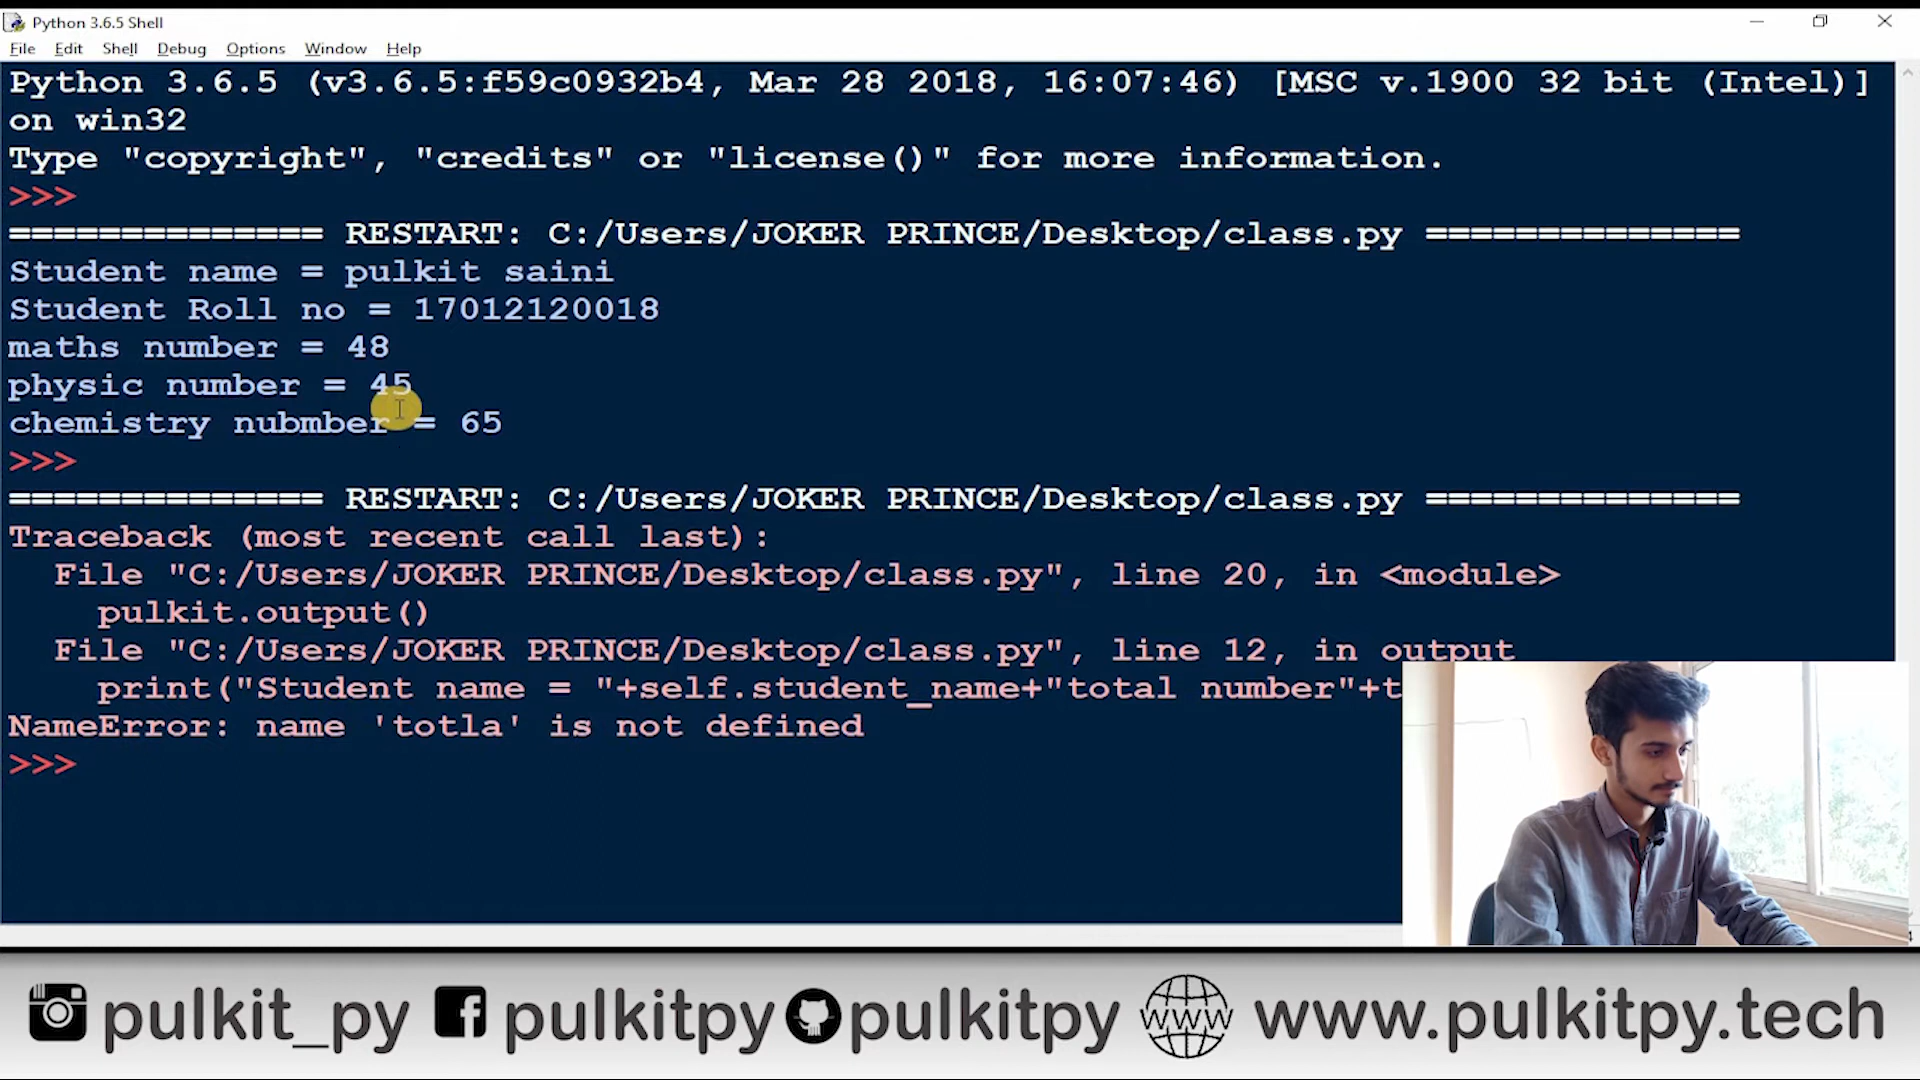 Python 3.6.5 Shell
File Edit Shell Debug Options Window Help
Python 3.6.5 (v3.6.5:f59c0932b4, Mar 28 2018, 16:07:46) [MSC v.1900 32 bit (Intel)]
on win32
Type "copyright", "credits" or "license()" for more information.
>>>
============== RESTART: C:/Users/JOKER PRINCE/Desktop/class.py ==============
Student name = pulkit saini
Student Roll no = 17012120018
maths number = 48
physic number = 45
chemistry nubmber = 65
>>>
============== RESTART: C:/Users/JOKER PRINCE/Desktop/class.py ==============
Traceback (most recent call last):
File "C:/Users/JOKER PRINCE/Desktop/class.py", line 20, in <module>
pulkit.output()
File "C:/Users/JOKER PRINCE/Desktop/class.py", line 12, in output
print("Student name = "+self.student_name+"total number"+t
NameError: name 'totla' is not defined
>>>
pulkit_py pulkitpy pulkitpy www www.pulkitpy.tech